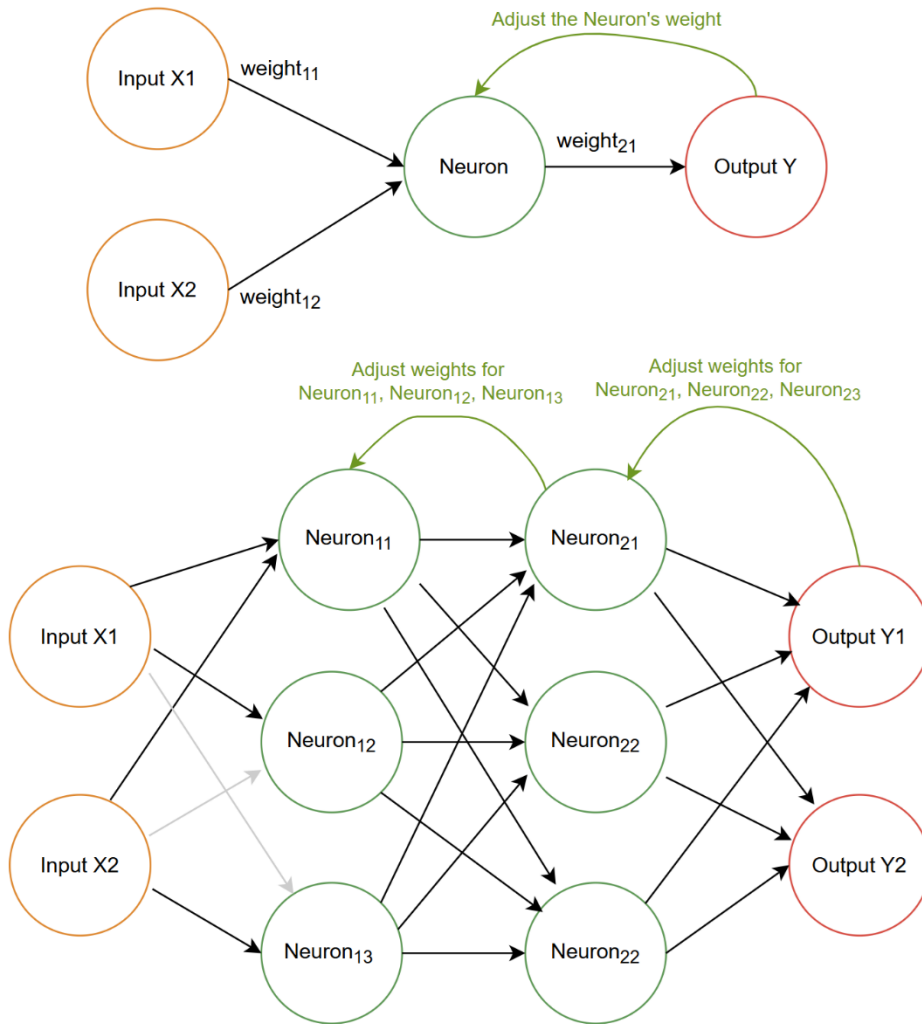 Adjust the Neuron's weight
Input X1
weight₁₁
Neuron
weight₂₁
Output Y
Input X2
weight₁₂
Adjust weights for
Neuron₁₁, Neuron₁₂, Neuron₁₃
Adjust weights for
Neuron₂₁, Neuron₂₂, Neuron₂₃
Neuron₁₁
Neuron₂₁
Input X1
Output Y1
Neuron₁₂
Neuron₂₂
Input X2
Output Y2
Neuron₁₃
Neuron₂₂